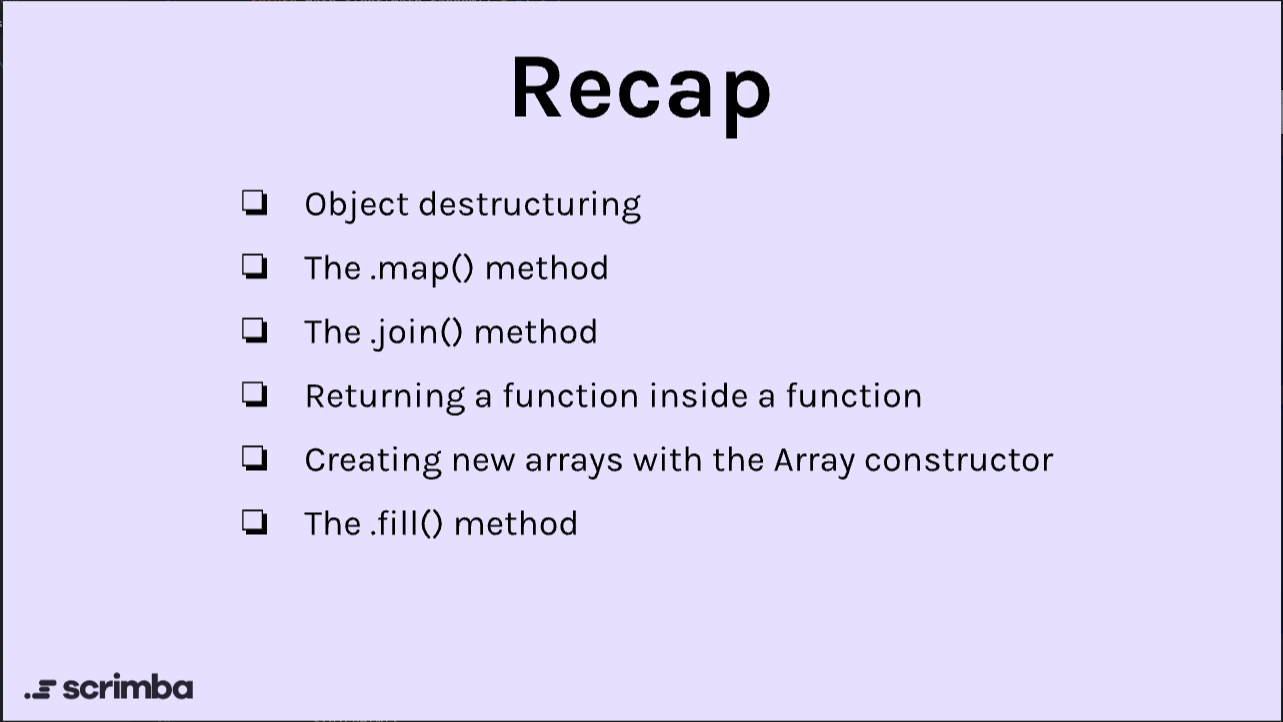 Recap
Object destructuring
The .map() method
The .join() method
Returning a function inside a function
Creating new arrays with the Array constructor
The .fill() method
scrimba